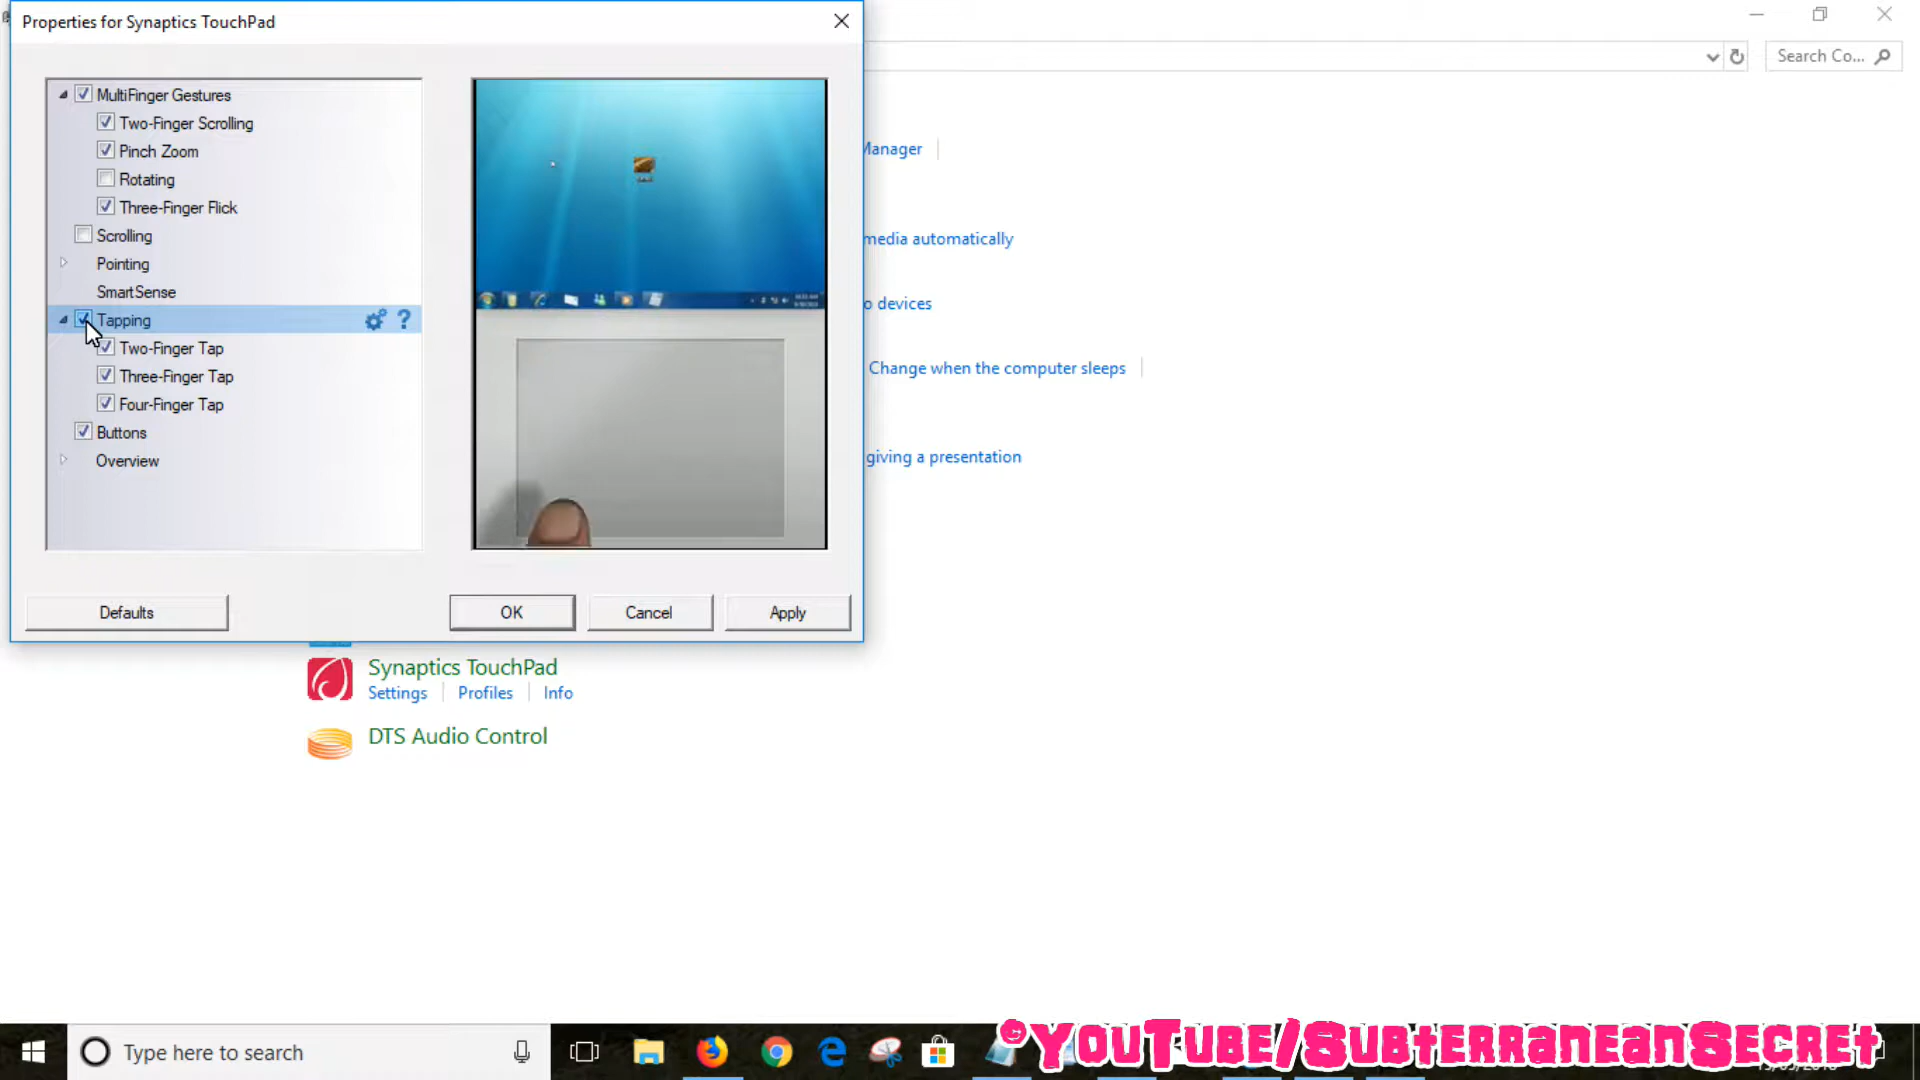 Properties for Synaptics TouchPad
Search Co...
MultiFinger Gestures
Two-Finger Scrolling
Pinch Zoom
Rotating
Three-Finger Flick
Scrolling
Pointing
SmartSense
Tapping
?
Two-Finger Tap
Three-Finger Tap
Four-Finger Tap
Buttons
Overview
Defaults
OK
Cancel
Apply
Manager
media automatically
devices
Change when the computer sleeps
giving a presentation
Synaptics TouchPad
Settings
Profiles
Info
DTS Audio Control
Type here to search
©YouTube/SubterraneanSecret